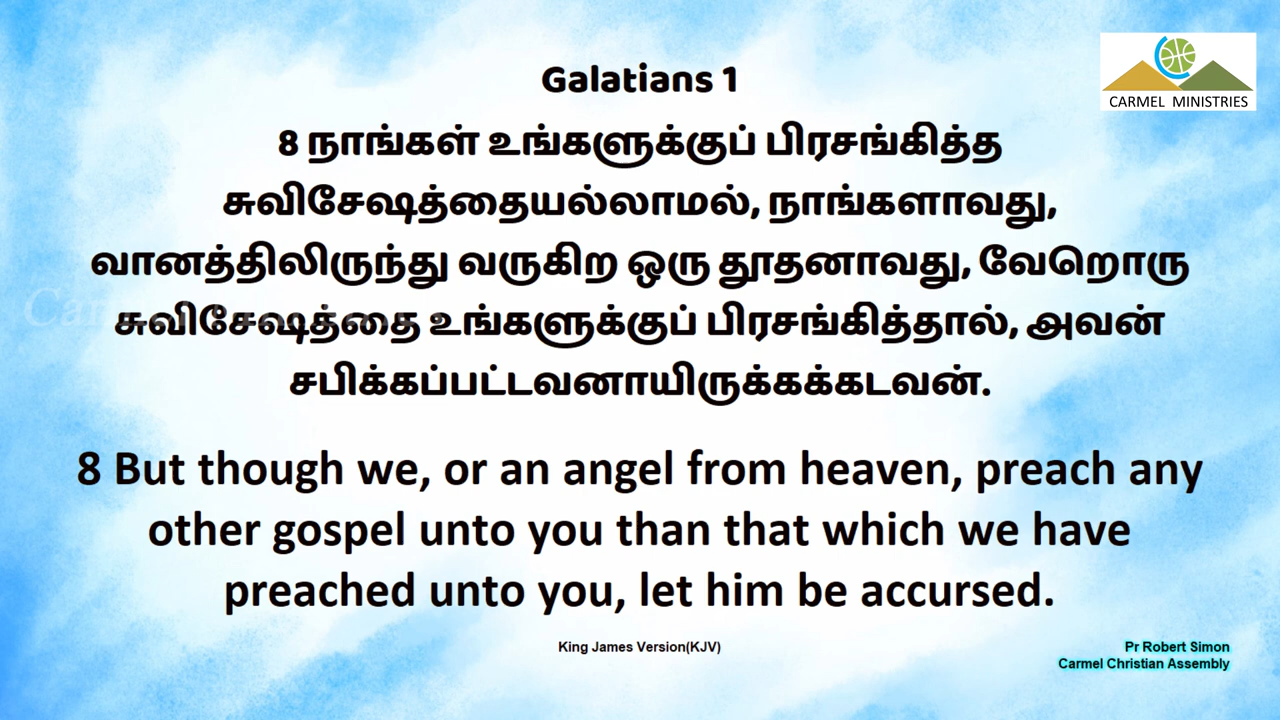 CARMEL MINISTRIES
Galatians 1
8 நாங்கள் உங்களுக்குப் பிரசங்கித்த
சுவிசேஷத்தையல்லாமல், நாங்களாவது,
வானத்திலிருந்து வருகிற ஒரு தூதனாவது, வேறொரு
சுவிசேஷத்தை உங்களுக்குப் பிரசங்கித்தால், அவன்
சபிக்கப்பட்டவனாயிருக்கக்கடவன்.
8 But though we, or an angel from heaven, preach any
other gospel unto you than that which we have
preached unto you, let him be accursed.
King James Version(KJV)
Pr Robert Simon
Carmel Christian Assembly